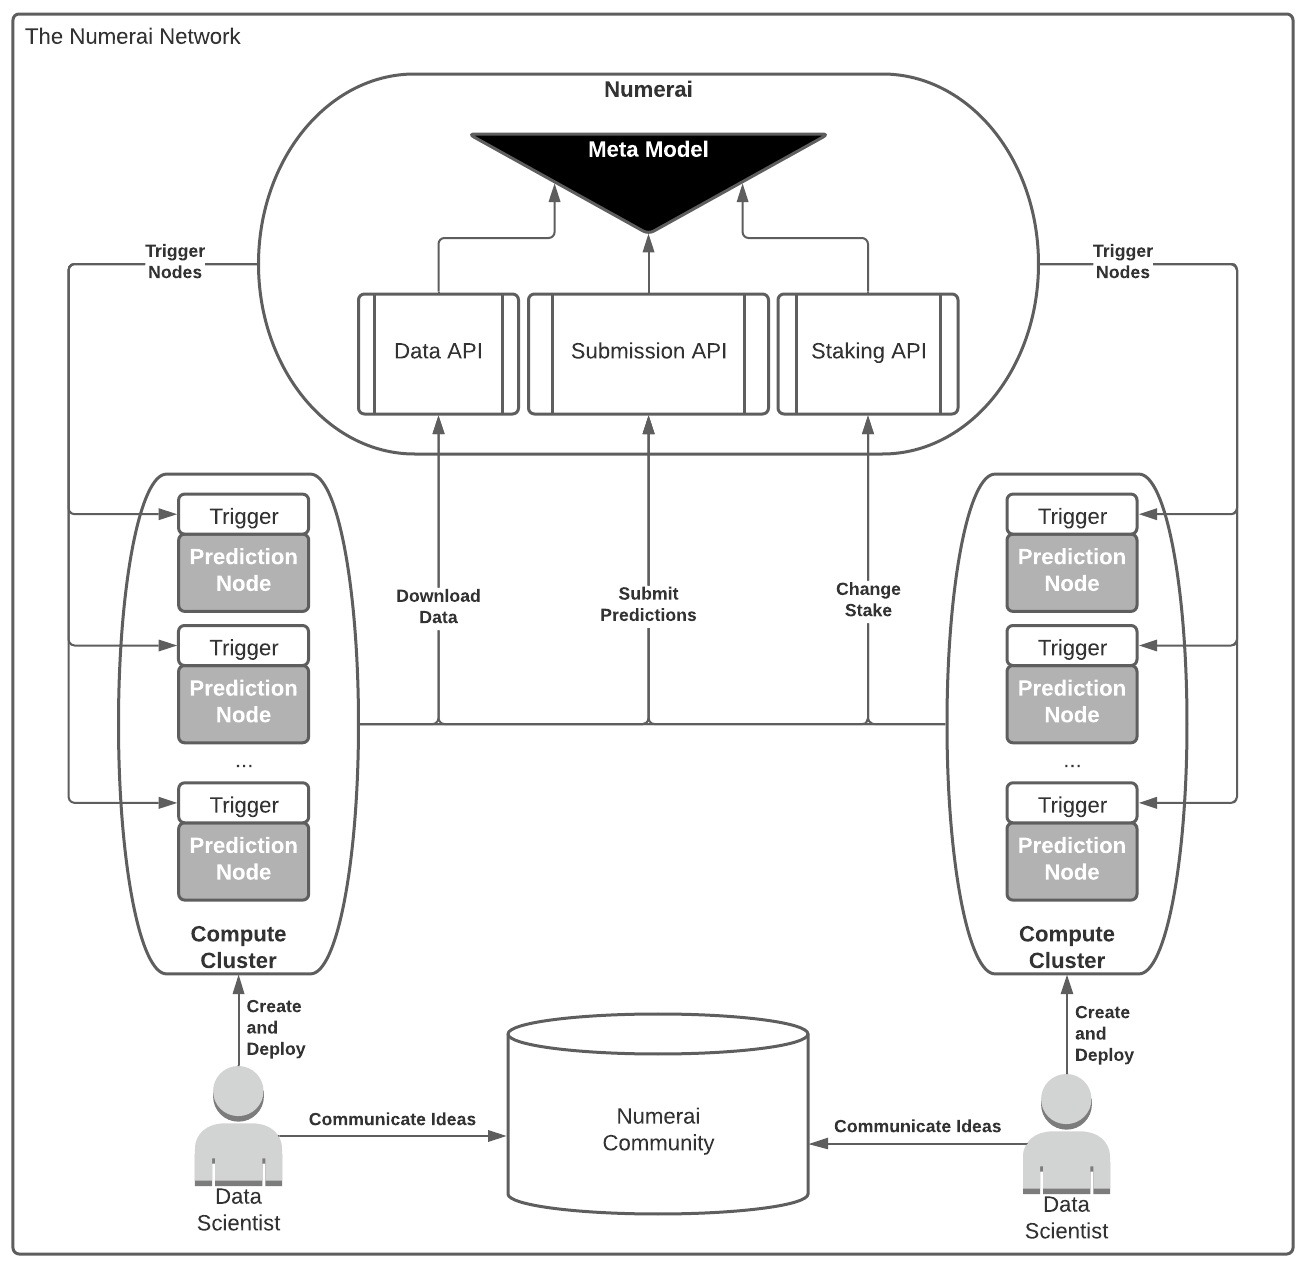 The Numerai Network
Numerai
Meta Model
Trigger
Nodes
Trigger
Nodes
Data API
Submission API
Staking API
Trigger
Prediction
Node
Trigger
Prediction
Node
...
Trigger
Prediction
Node
Compute
Cluster
Download
Data
Submit
Predictions
Change
Stake
Trigger
Prediction
Node
Trigger
Prediction
Node
...
Trigger
Prediction
Node
Compute
Cluster
Create
and
Deploy
Create
and
Deploy
Communicate Ideas
Numerai
Community
Communicate Ideas
Data
Scientist
Data
Scientist